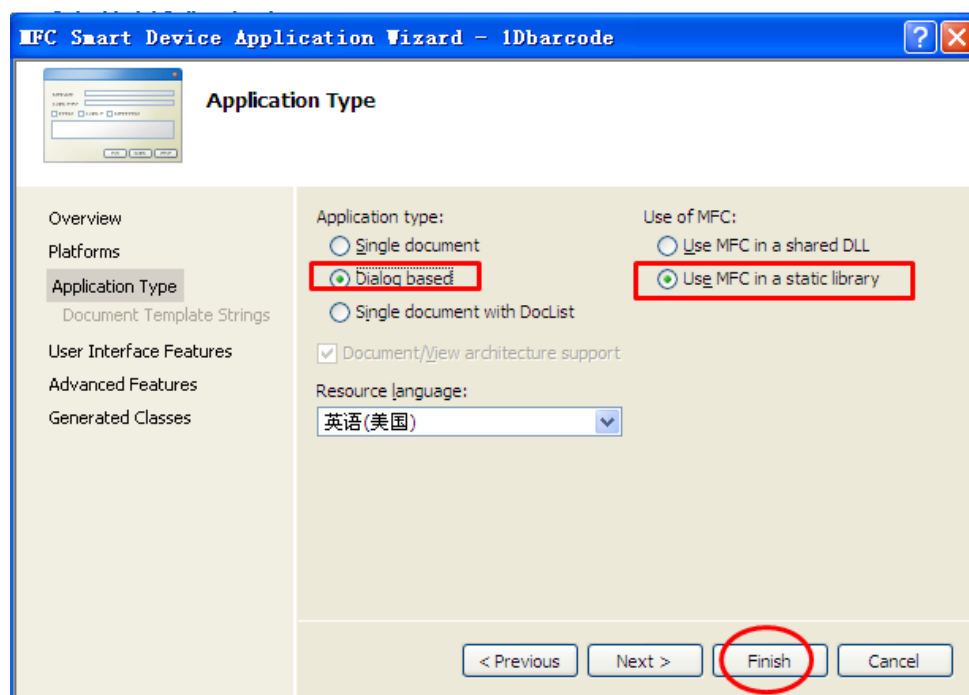 MFC Smart Device Application Wizard - 1Dbarcode
Application Type
Overview
Platforms
Application Type
Document Template Strings
User Interface Features
Advanced Features
Generated Classes
Application type:
Single document
Dialog based
Single document with DocList
Document/View architecture support
Resource language:
英语(美国)
Use of MFC:
Use MFC in a shared DLL
Use MFC in a static library
< Previous
Next >
Finish
Cancel